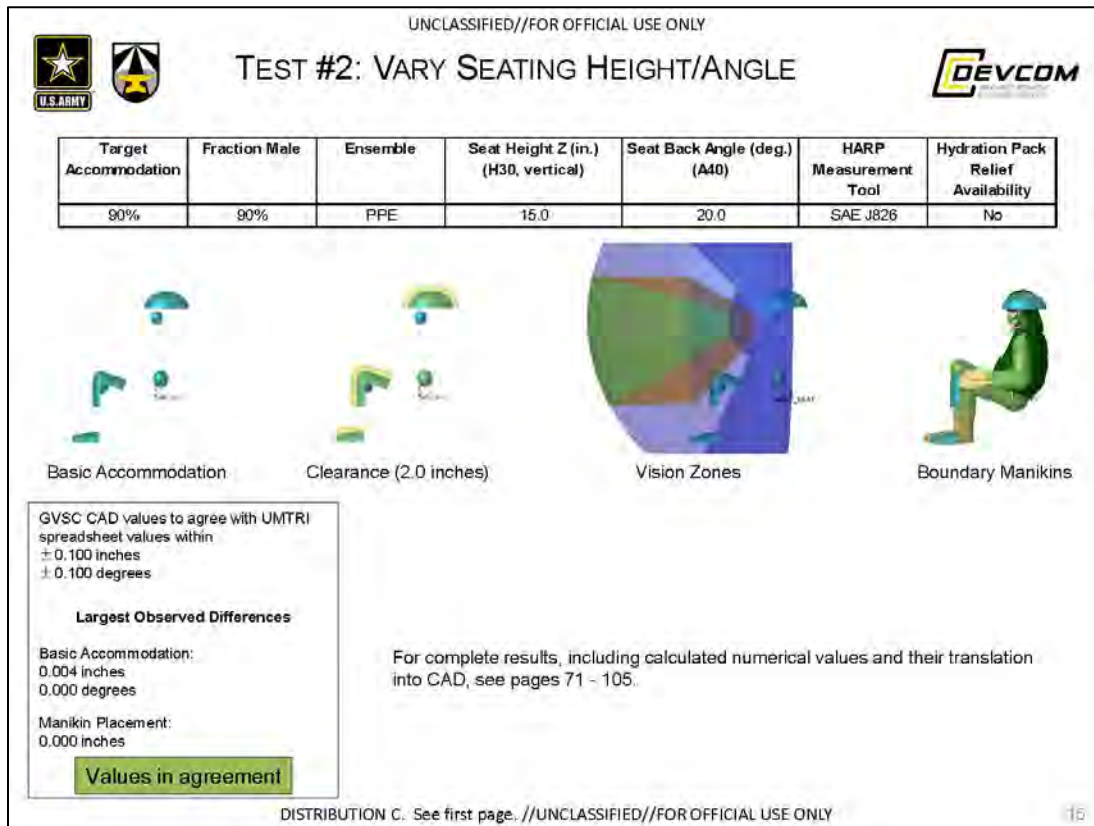 UNCLASSIFIED//FOR OFFICIAL USE ONLY
U.S.ARMY
TEST #2: VARY SEATING HEIGHT/ANGLE
DEVCOM
Target Accommodation Fraction Male Ensemble Seat Height Z (in.) (H30, vertical) Seat Back Angle (deg.) (A40) HARP Measurement Tool Hydration Pack Relief Availability
90% 90% PPE 15.0 20.0 SAE J826 No
Basic Accommodation
Clearance (2.0 inches)
Vision Zones
Boundary Manikins
GVSC CAD values to agree with UMTRI
spreadsheet values within
±0.100 inches
±0.100 degrees
Largest Observed Differences
Basic Accommodation:
0.004 inches
0.000 degrees
Manikin Placement:
0.000 inches
Values in agreement
For complete results, including calculated numerical values and their translation
into CAD, see pages 71 - 105.
DISTRIBUTION C. See first page. //UNCLASSIFIED//FOR OFFICIAL USE ONLY
15